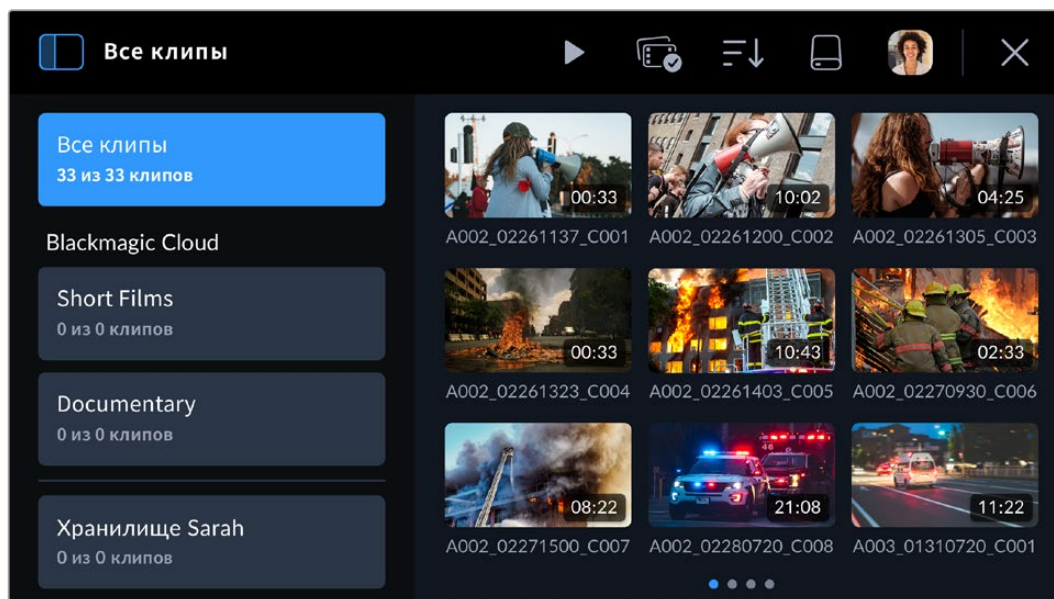 Все клипы
Все клипы
33 из 33 клипов
Blackmagic Cloud
Short Films
0 из 0 клипов
Documentary
0 из 0 клипов
Хранилище Sarah
0 из 0 клипов
00:33
10:02
04:25
A002_02261137_C001
A002_02261200_C002
A002_02261305_C003
00:33
10:43
02:33
A002_02261323_C004
A002_02261403_C005
A002_02270930_C006
08:22
21:08
11:22
A002_02271500_C007
A002_02280720_C008
A003_01310720_C001